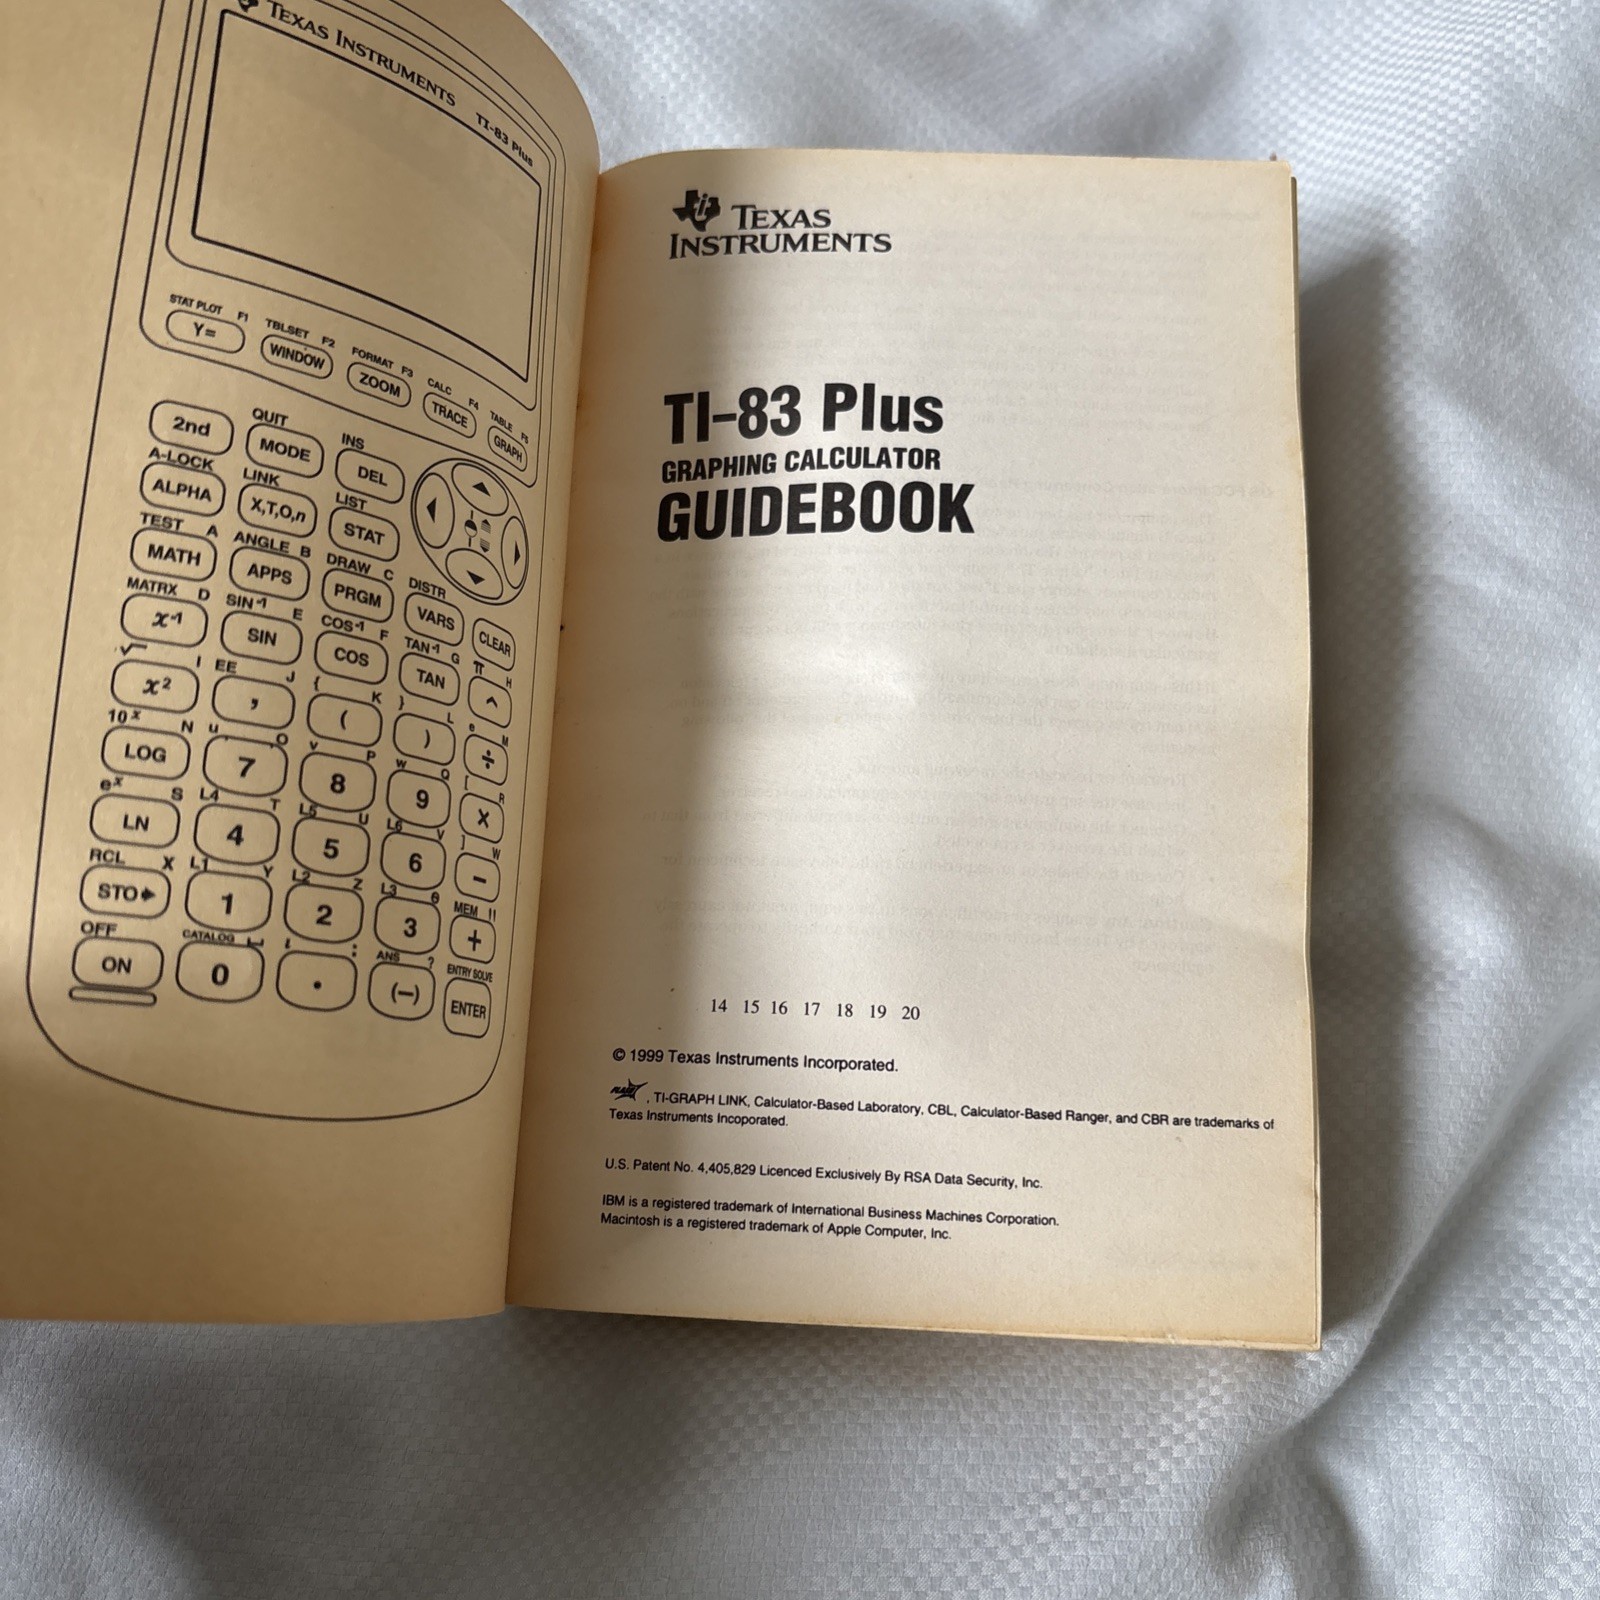 TEXAS INSTRUMENTS
TI-83 Plus
STAT PLOT F1 TBLSET F2 FORMAT F3 CALC F4 TABLE F5
Y= WINDOW ZOOM TRACE GRAPH
QUIT INS
2nd MODE DEL
A-LOCK LINK LIST
ALPHA X,T,O,n STAT
TEST A ANGLE B DRAW C DISTR
MATH APPS PRGM VARS CLEAR
MATRX D SIN-1 E COS-1 F TAN-1 G π H
x-1 SIN COS TAN ^
√ I EE J { K } L e M
x2 , ( ) ÷
10x N u O v P w Q [ R
LOG 7 8 9 ×
ex S L4 T L5 U L6 V ] W
LN 4 5 6 -
RCL X L1 Y L2 Z L3 θ MEM "
STO 1 2 3 +
OFF CATALOG i : ANS ? ENTRY SOLVE
ON 0 . (-) ENTER
TEXAS
INSTRUMENTS
TI-83 Plus
GRAPHING CALCULATOR
GUIDEBOOK
14 15 16 17 18 19 20
© 1999 Texas Instruments Incorporated.
FLASH, TI-GRAPH LINK, Calculator-Based Laboratory, CBL, Calculator-Based Ranger, and CBR are trademarks of
Texas Instruments Incoporated.
U.S. Patent No. 4,405,829 Licenced Exclusively By RSA Data Security, Inc.
IBM is a registered trademark of International Business Machines Corporation.
Macintosh is a registered trademark of Apple Computer, Inc.